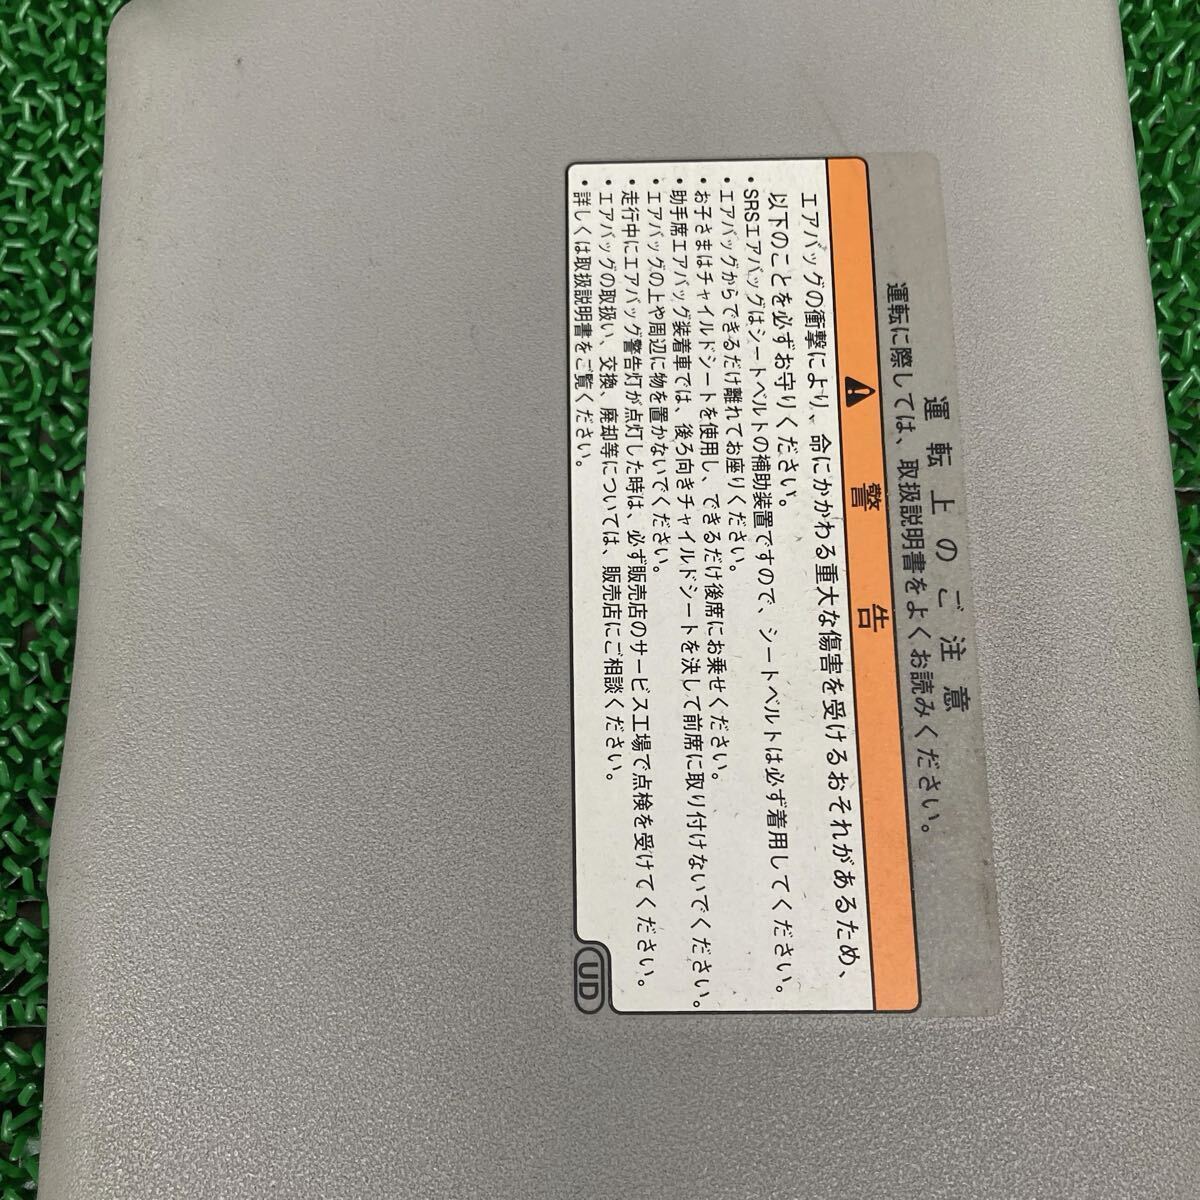 運転上のご注意
運転に際しては、取扱説明書をよくお読みください。
警告
エアバッグの衝撃により、命にかかわる重大な傷害を受けるおそれがあるため、
以下のことを必ずお守りください。
・SRSエアバッグはシートベルトの補助装置ですので、シートベルトは必ず着用してください。
・エアバッグからできるだけ離れてお座りください。
・お子さまはチャイルドシートを使用し、できるだけ後席にお乗せください。
助手席エアバッグ装着車では、後ろ向きチャイルドシートを決して前席に取り付けないでください。
・エアバッグの上や周辺に物を置かないでください。
・走行中にエアバッグ警告灯が点灯した時は、必ず販売店のサービス工場で点検を受けてください。
・エアバッグの取扱い、交換、廃却等については、販売店にご相談ください。
・詳しくは取扱説明書をご覧ください。
UD